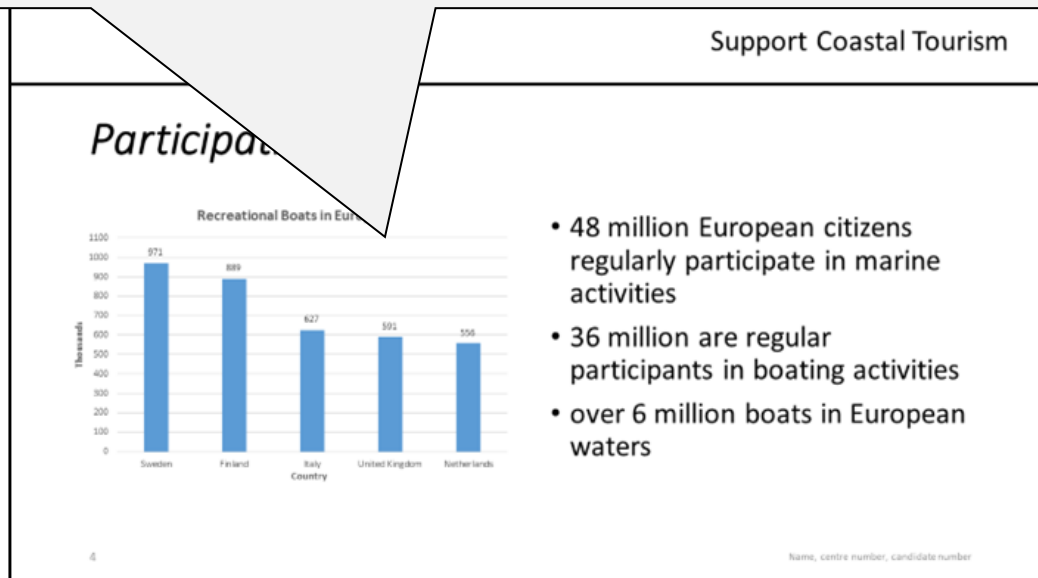 Support Coastal Tourism
Recreational Boats in
1100
1000
900
800
700
600
500
400
300
200
100
0
Thousands
971
889
627
591
558
Sweden
Finland
Italy
United Kingdom
Netherlands
Country
• 48 million European citizens
regularly participate in marine
activities
• 36 million are regular
participants in boating activities
• over 6 million boats in European
waters
4
Name, centre number, candidate number